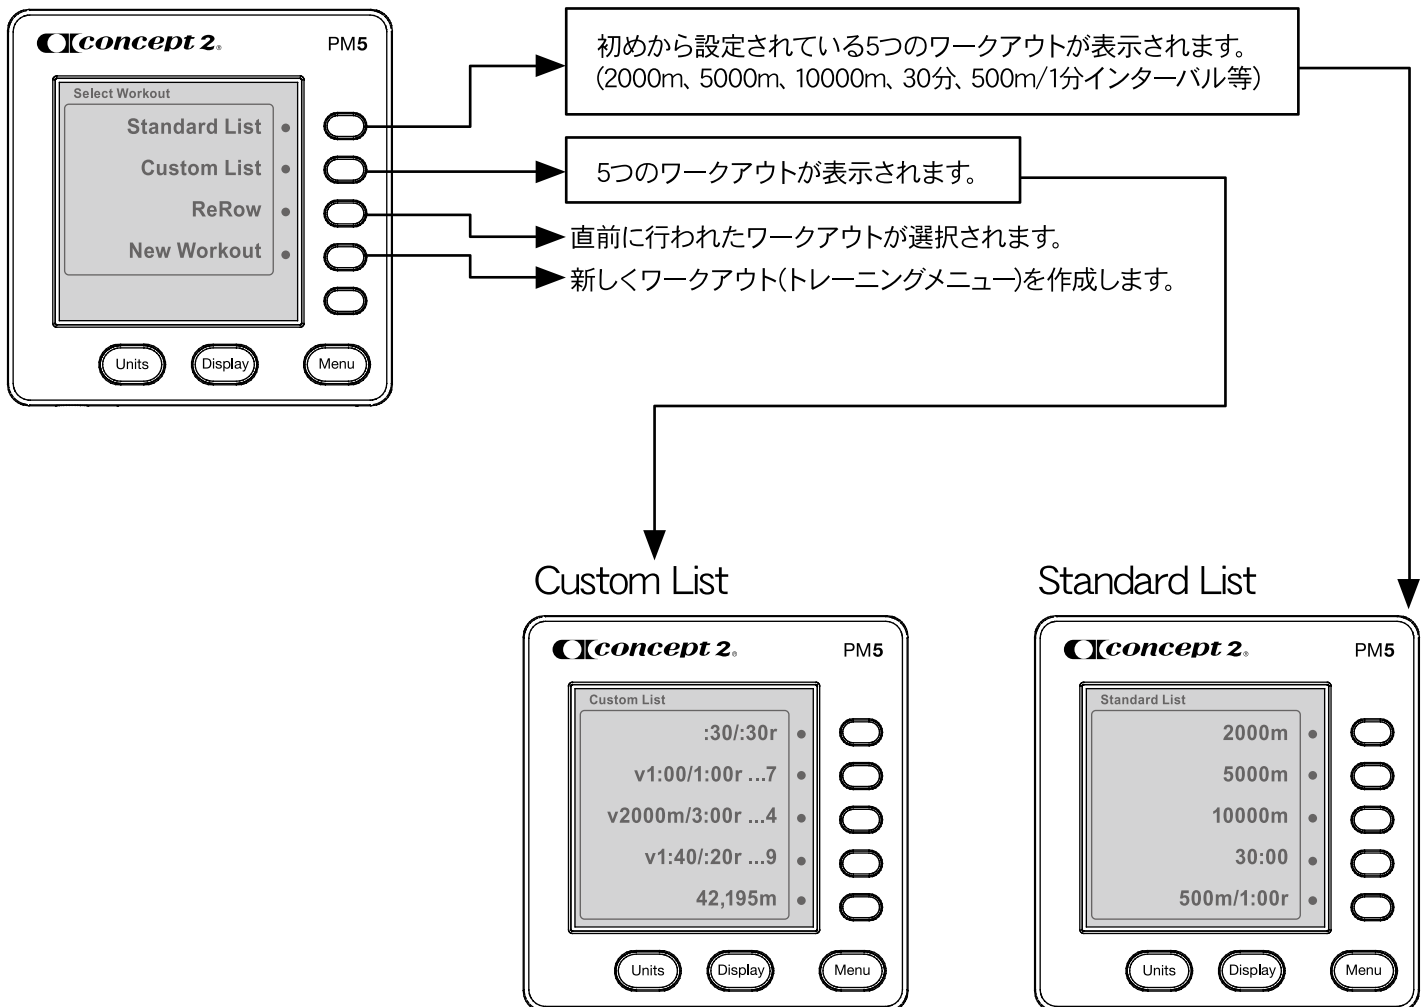 concept 2®
PM5
Select Workout
Standard List
Custom List
ReRow
New Workout
Units
Display
Menu
初めから設定されている5つのワークアウトが表示されます。
(2000m、5000m、10000m、30分、500m/1分インターバル等)
5つのワークアウトが表示されます。
直前に行われたワークアウトが選択されます。
新しくワークアウト(トレーニングメニュー)を作成します。
Custom List
concept 2®
PM5
Custom List
:30/:30r
v1:00/1:00r ...7
v2000m/3:00r ...4
v1:40/:20r ...9
42,195m
Units
Display
Menu
Standard List
concept 2®
PM5
Standard List
2000m
5000m
10000m
30:00
500m/1:00r
Units
Display
Menu